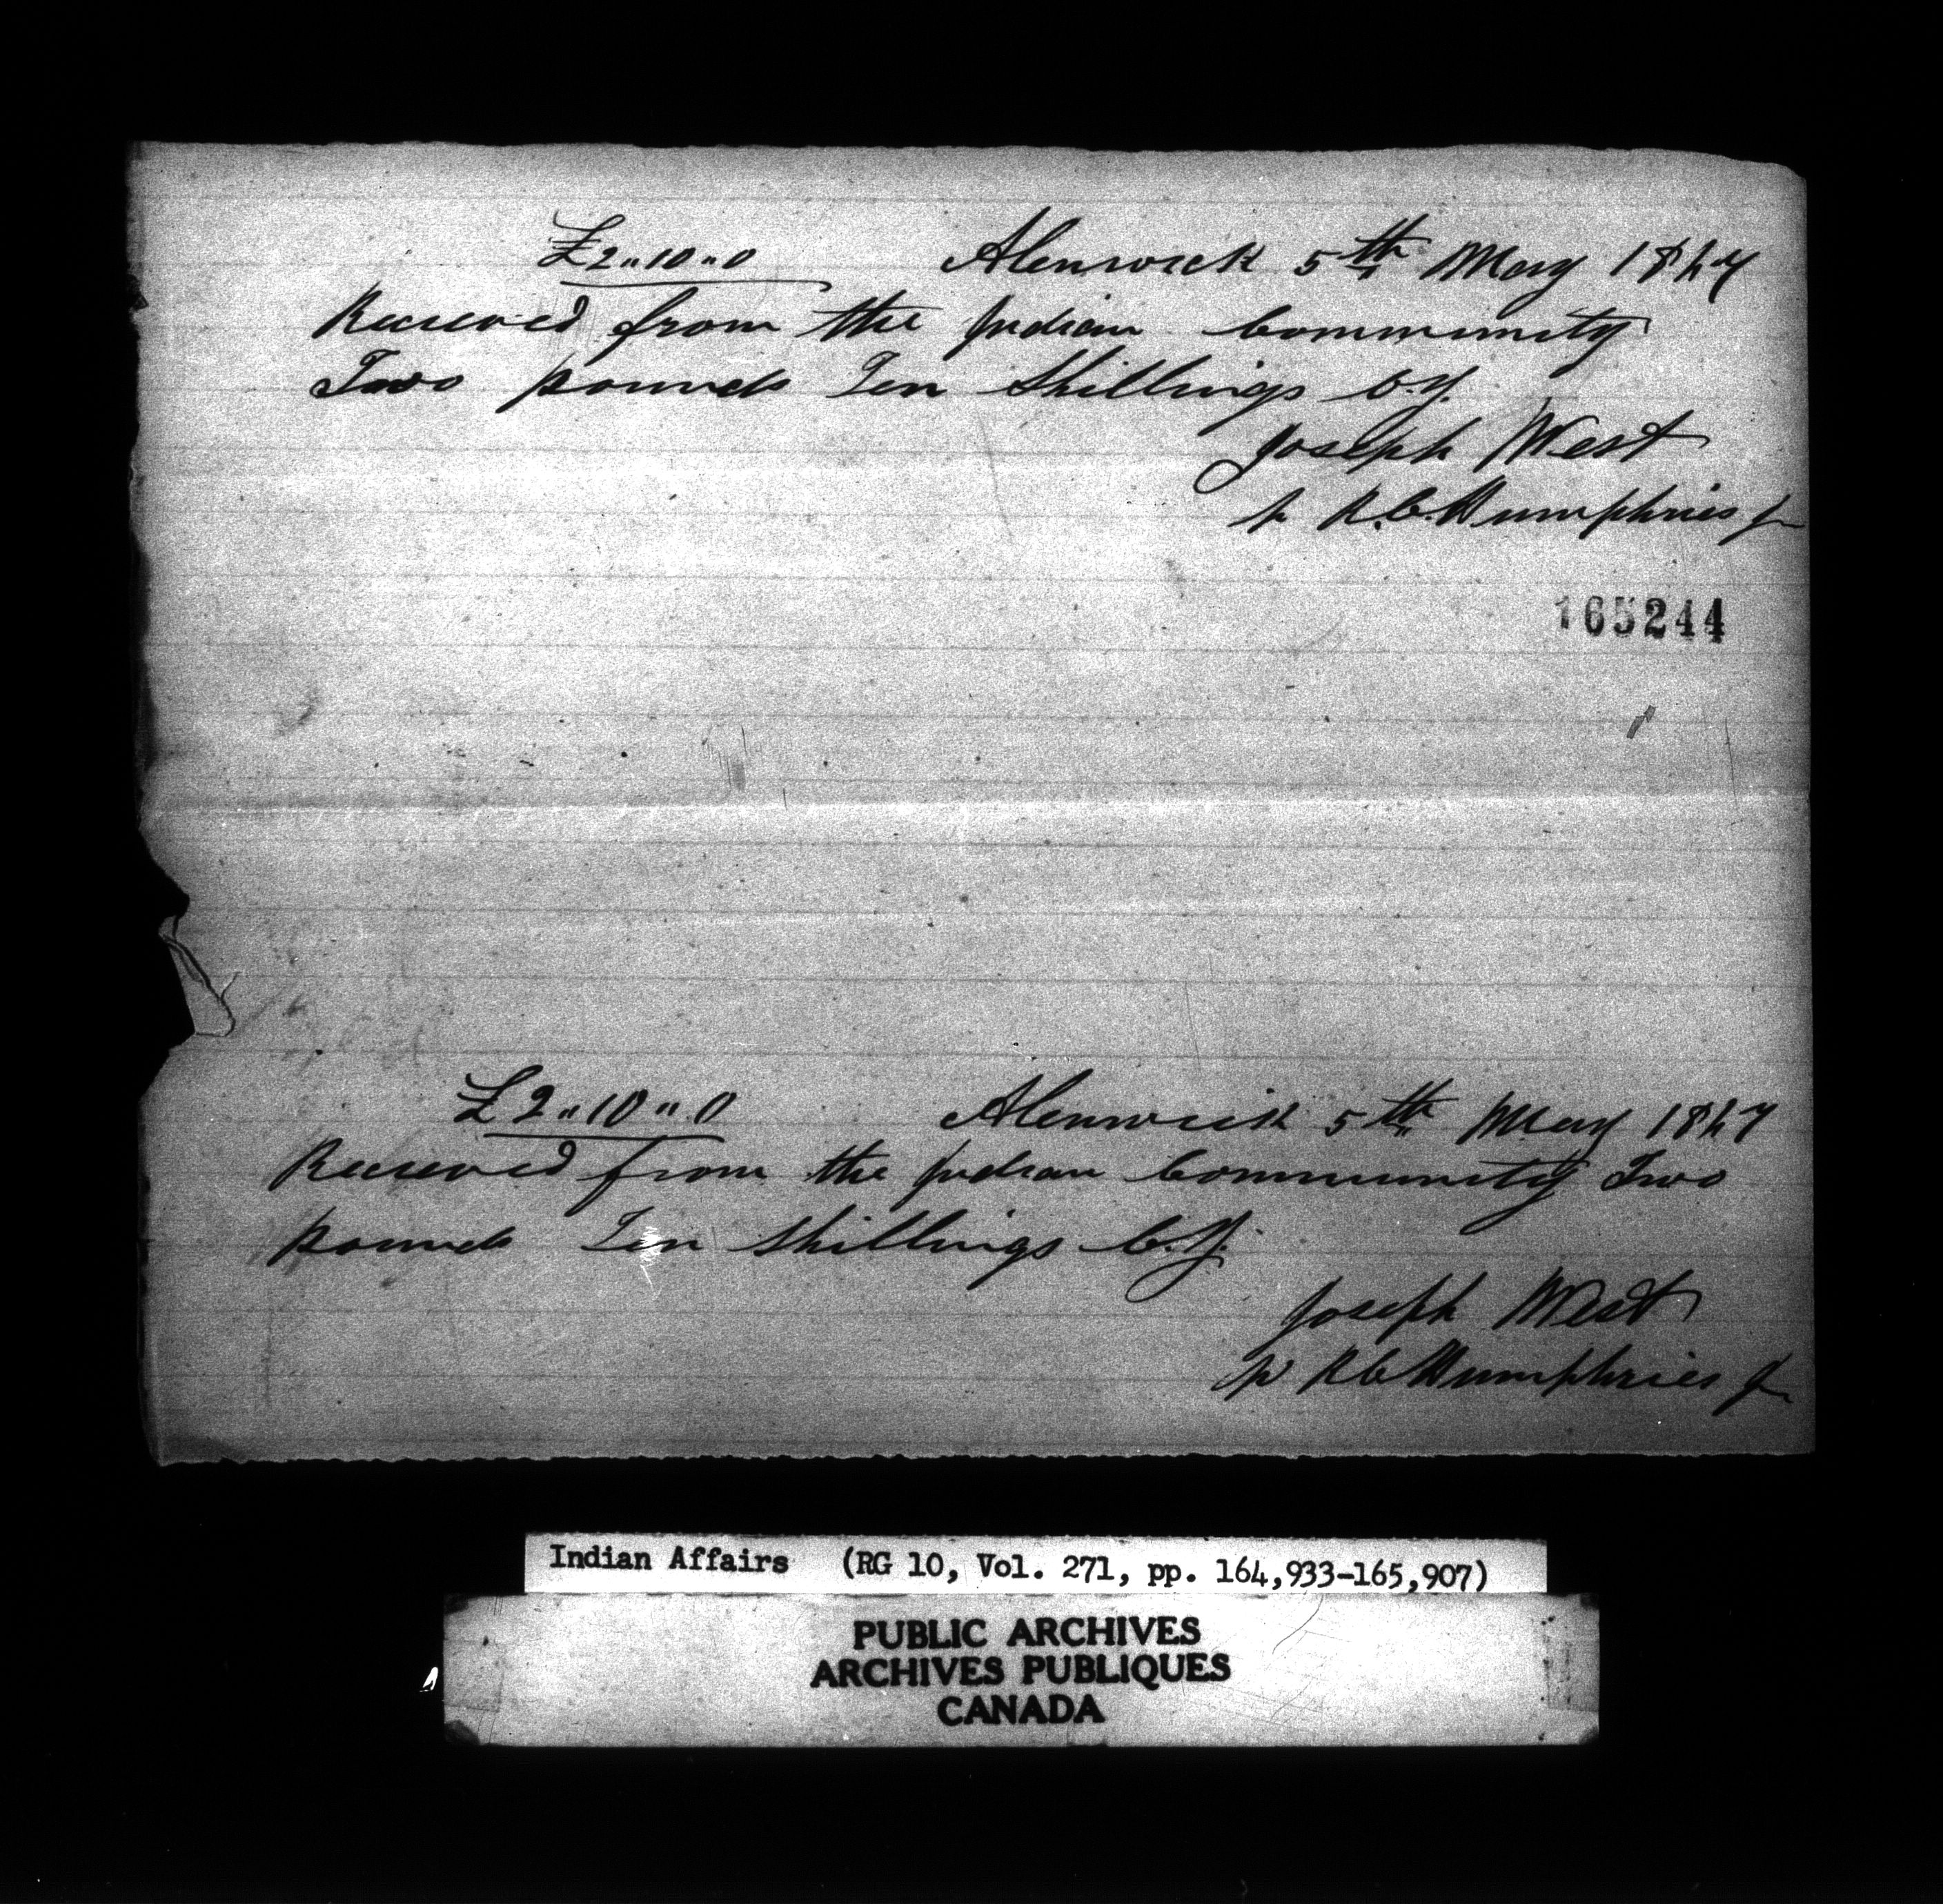 £2"10"0 Alenwick 5th May 1847
Received from the Indian Community
Two pounds Ten Shillings C.Y.
Joseph West
p R.C. Humphries Jr
165244
£2"10"0 Alenwick 5th May 1847
Received from the Indian Community Two
pounds Ten Shillings C.Y.
Joseph West
p R C Humphries Jr
Indian Affairs (RG 10, Vol. 271, pp. 164,933-165,907)
PUBLIC ARCHIVES
ARCHIVES PUBLIQUES
CANADA